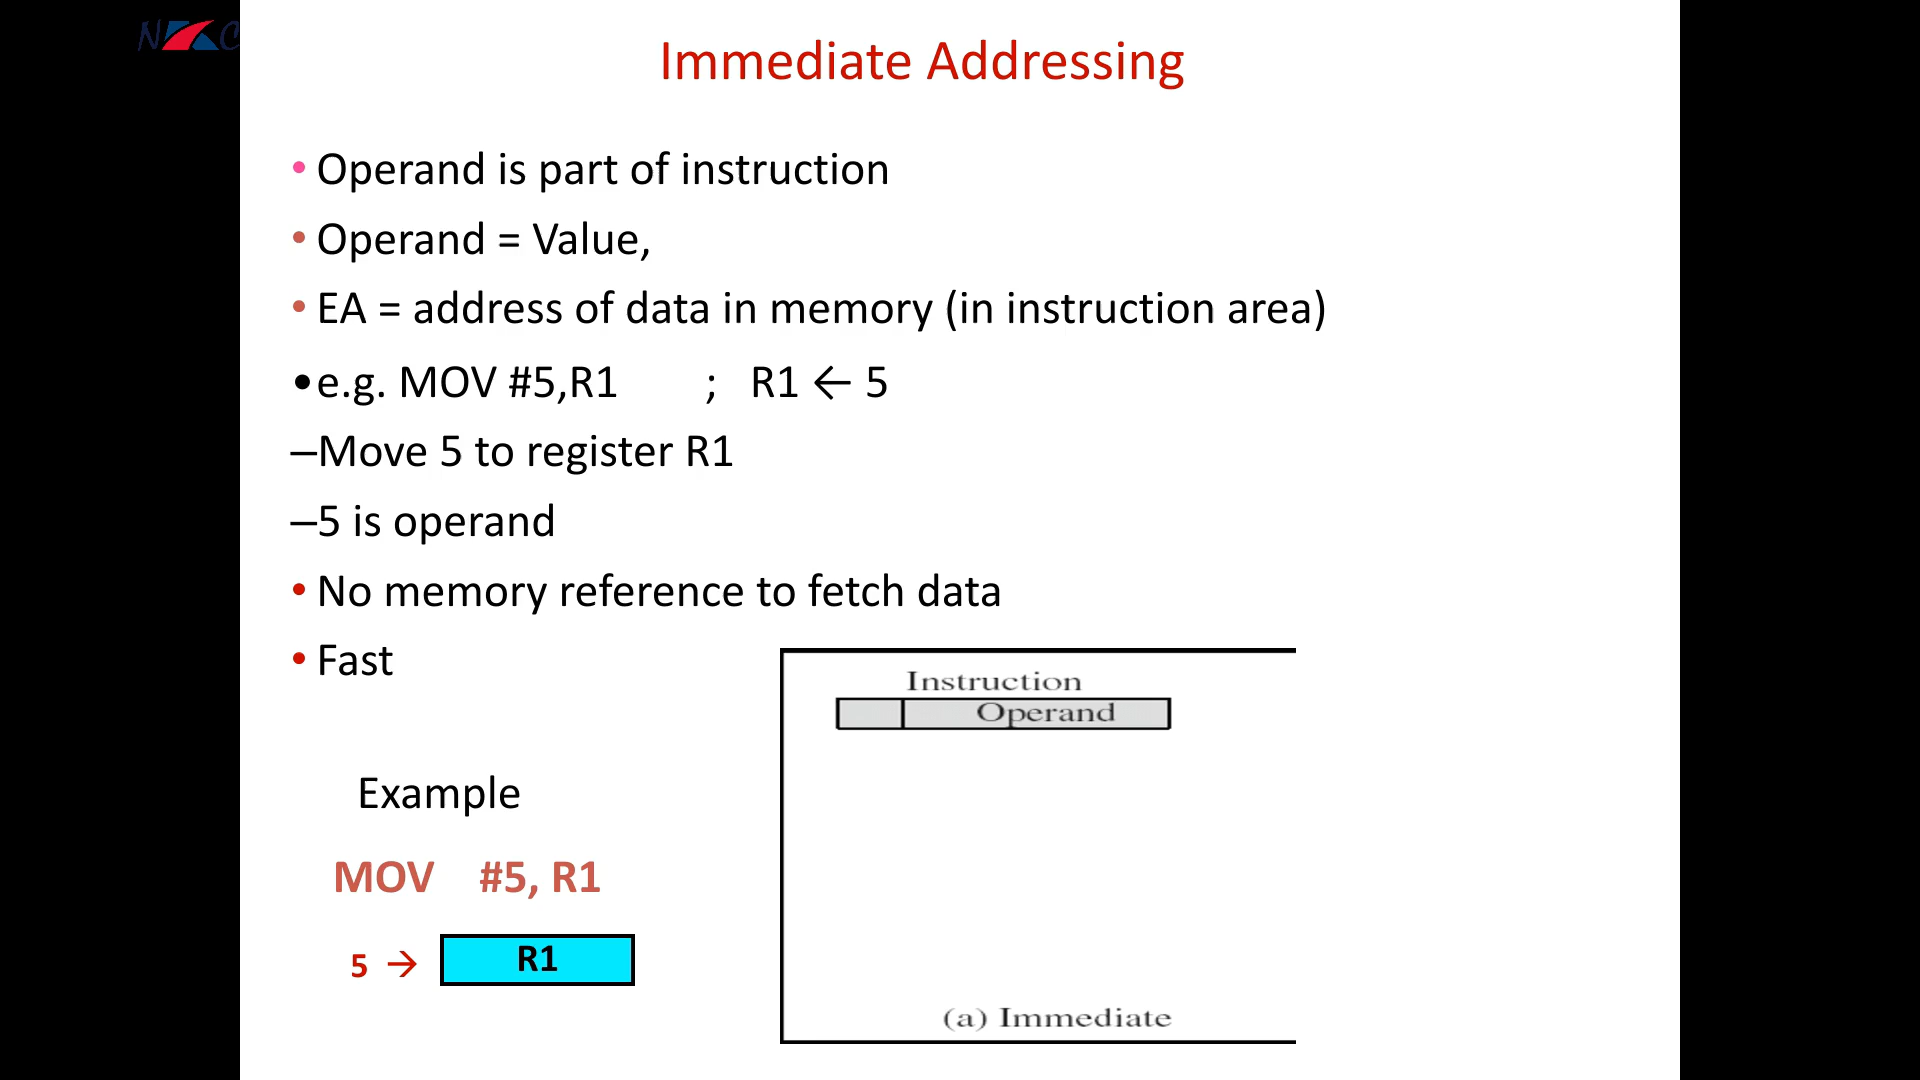 Immediate Addressing
• Operand is part of instruction
• Operand = Value,
• EA = address of data in memory (in instruction area)
•e.g. MOV #5,R1 ; R1 ← 5
–Move 5 to register R1
–5 is operand
• No memory reference to fetch data
• Fast
Instruction
Operand
Example
MOV #5, R1
5 → R1
(a) Immediate